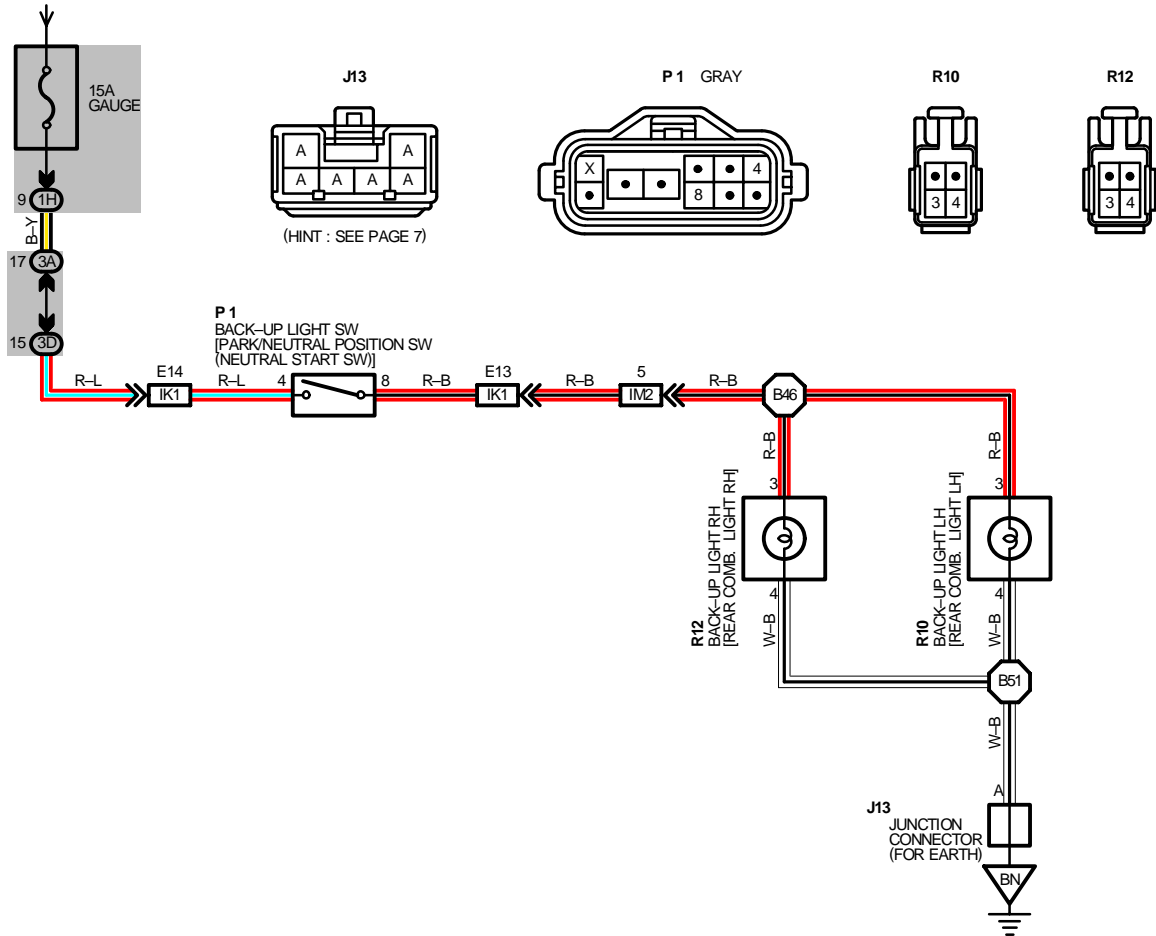 J13
P 1 GRAY
R10
R12
15A
GAUGE
A A
A A A A
X 4
8
3 4
3 4
(HINT : SEE PAGE 7)
9 1H
B–Y
17 3A
15 3D
P 1
BACK–UP LIGHT SW
[PARK/NEUTRAL POSITION SW
(NEUTRAL START SW)]
R–L
E14
IK1
R–L
4
8
R–B
E13
IK1
R–B
5
IM2
R–B
B46
R–B
R–B
3
3
R12
BACK–UP LIGHT RH
[REAR COMB. LIGHT RH]
R10
BACK–UP LIGHT LH
[REAR COMB. LIGHT LH]
4
4
W–B
W–B
B51
W–B
A
J13
JUNCTION
CONNECTOR
(FOR EARTH)
BN